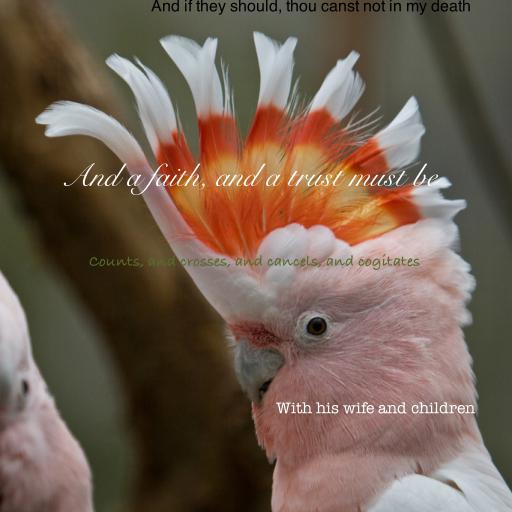 And if they should, thou canst not in my death
And a faith, and a trust must be
Counts, and crosses, and cancels, and cogitates
With his wife and children